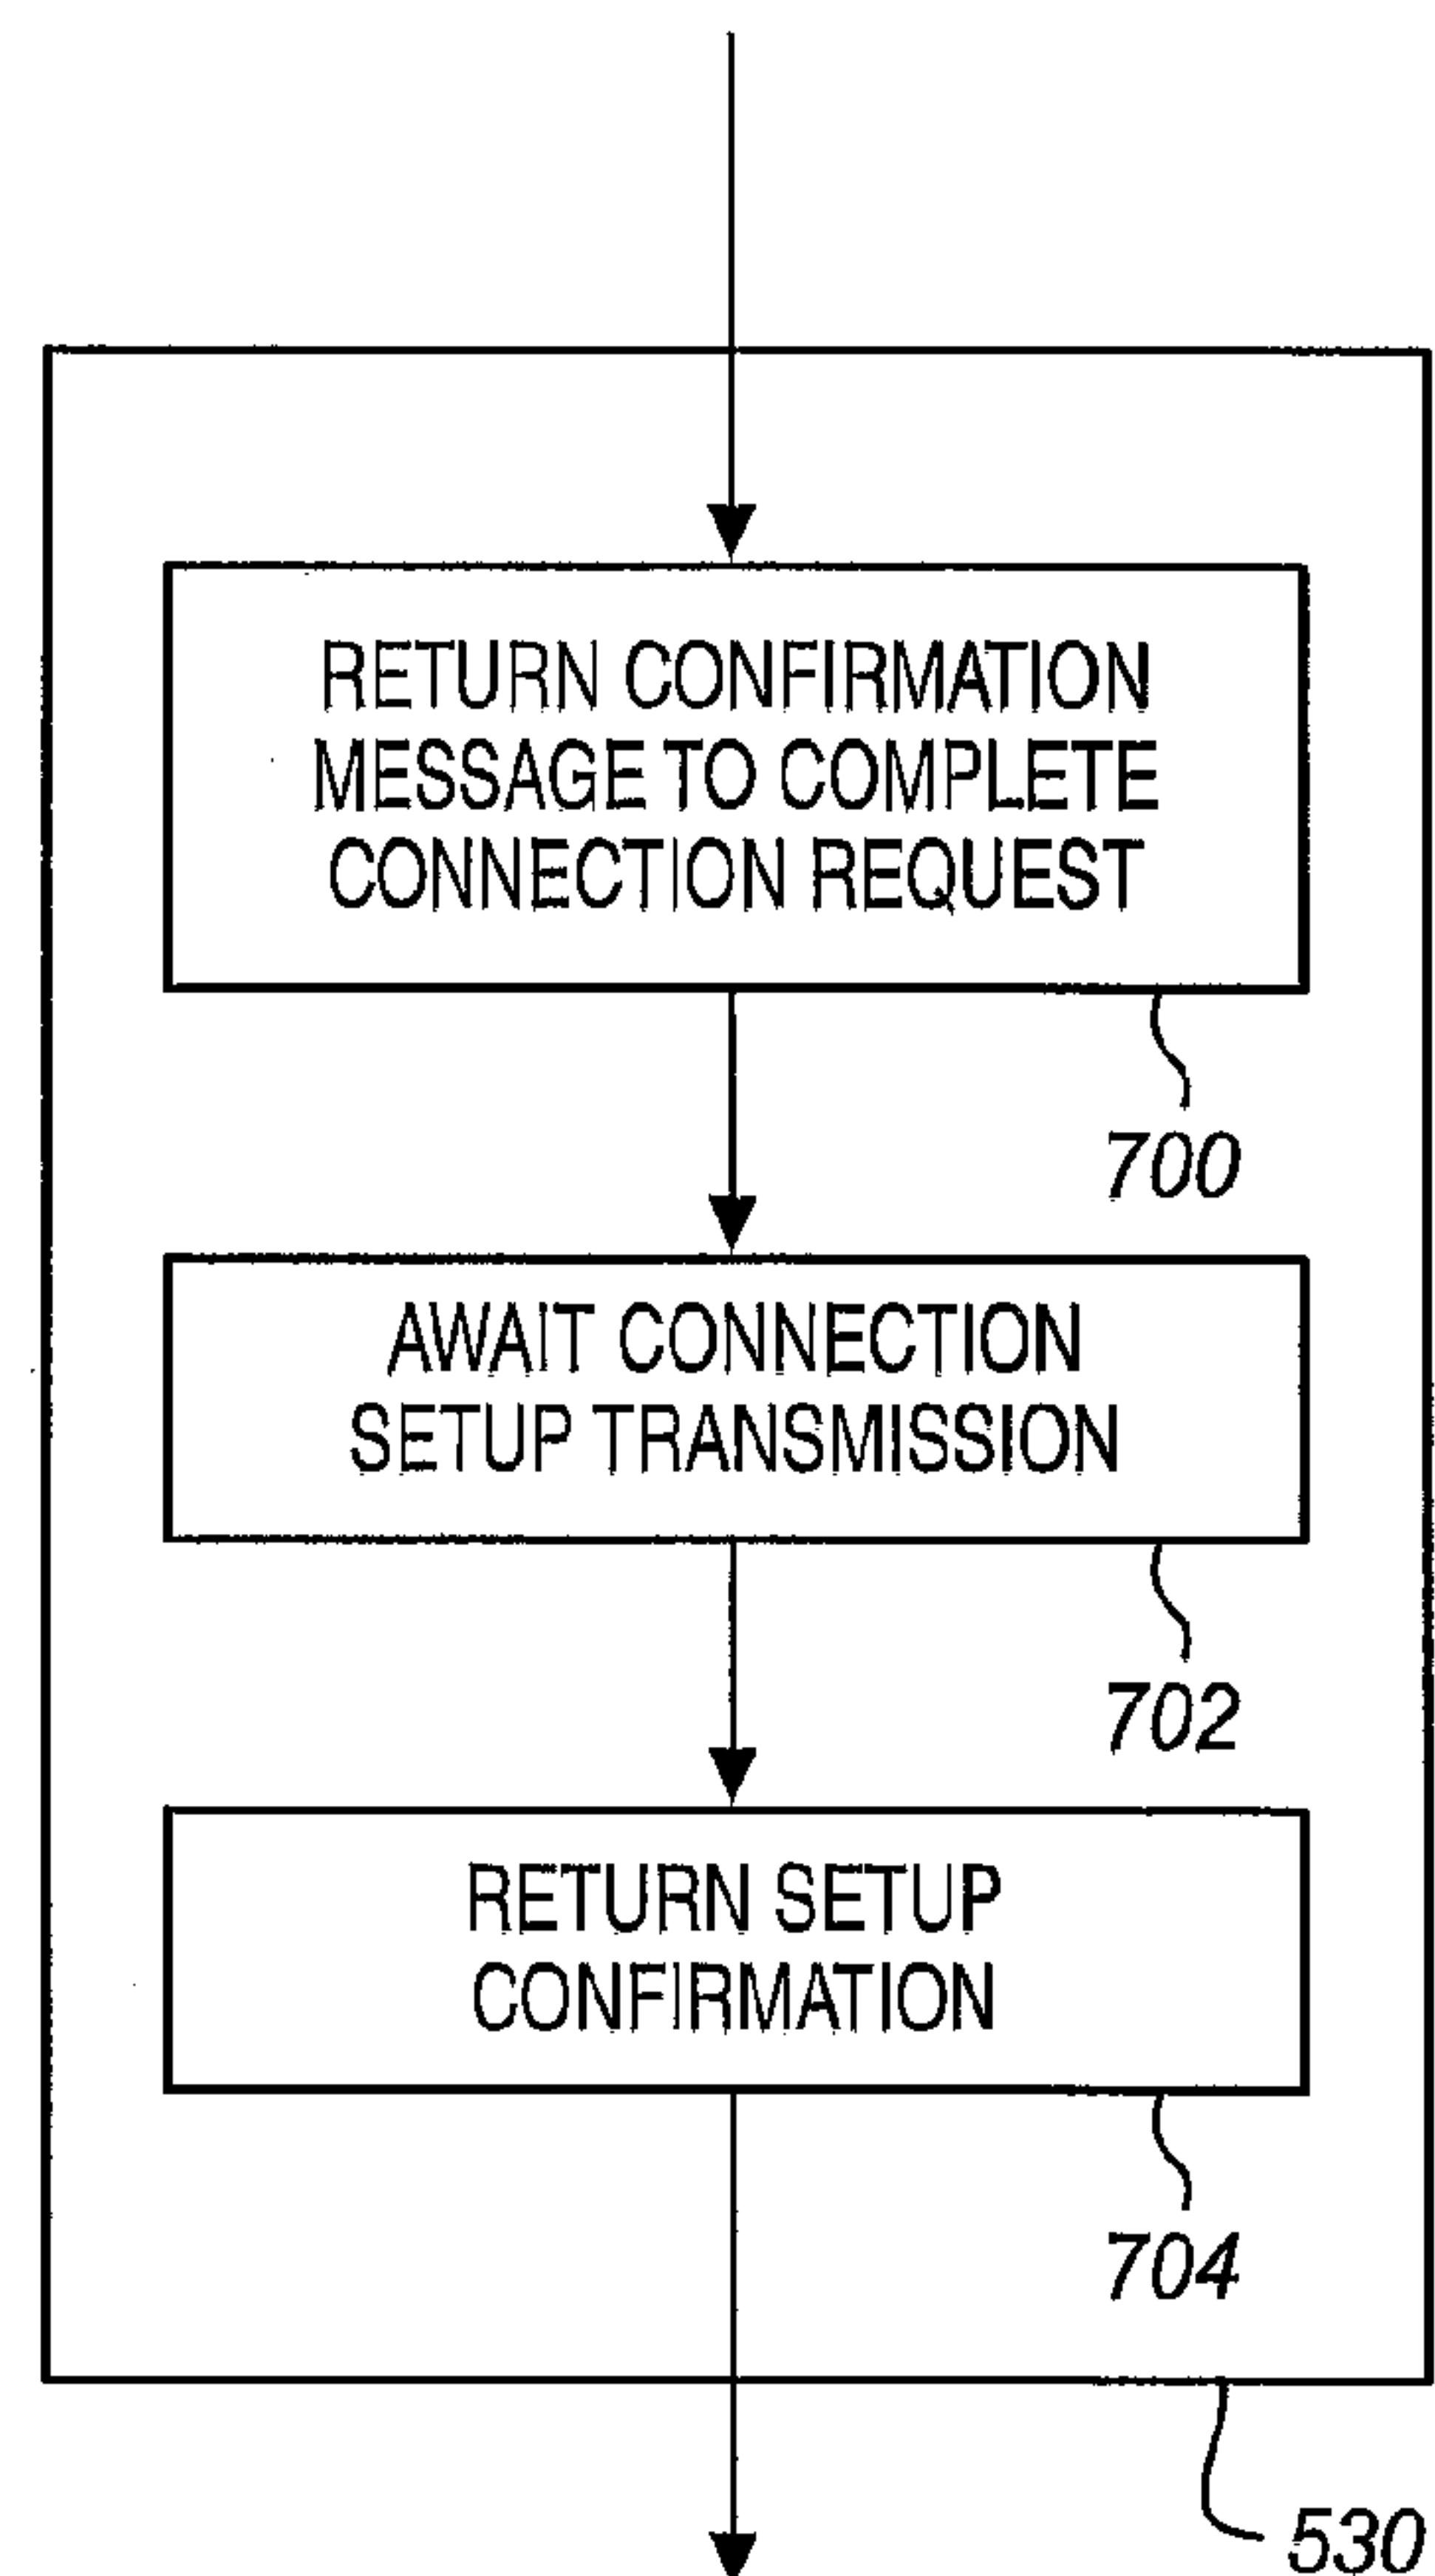 RETURN CONFIRMATION
MESSAGE TO COMPLETE
CONNECTION REQUEST
700
AWAIT CONNECTION
SETUP TRANSMISSION
702
RETURN SETUP
CONFIRMATION
704
530